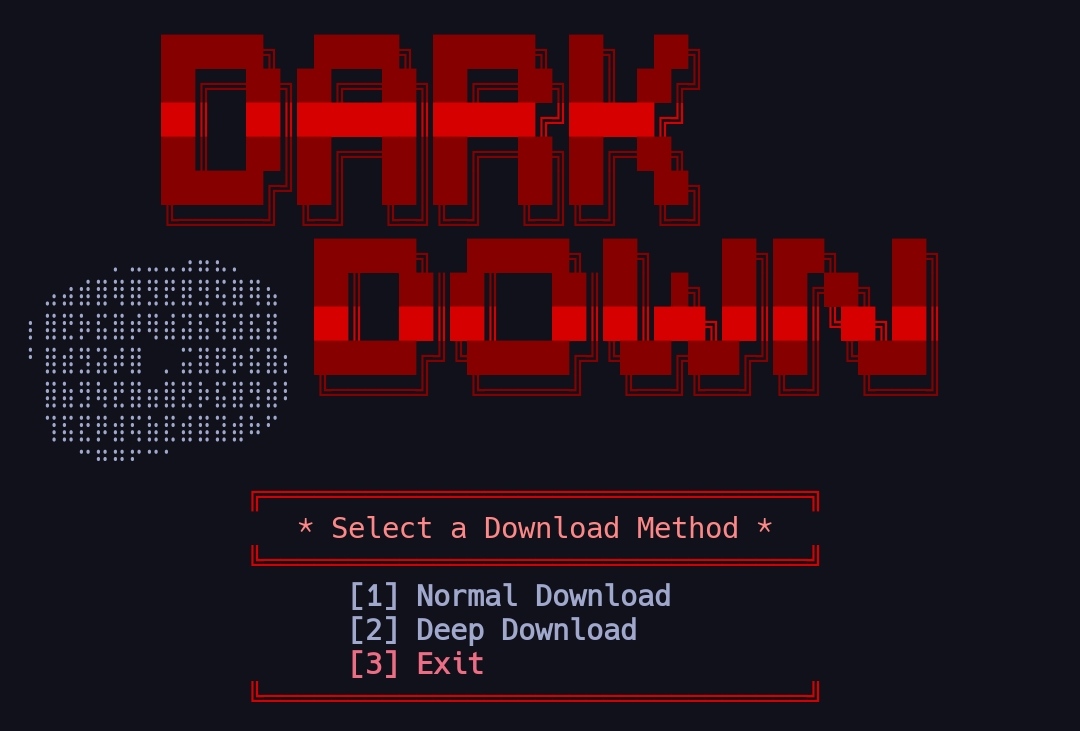 DARK
DOWN
* Select a Download Method *
[1] Normal Download
[2] Deep Download
[3] Exit